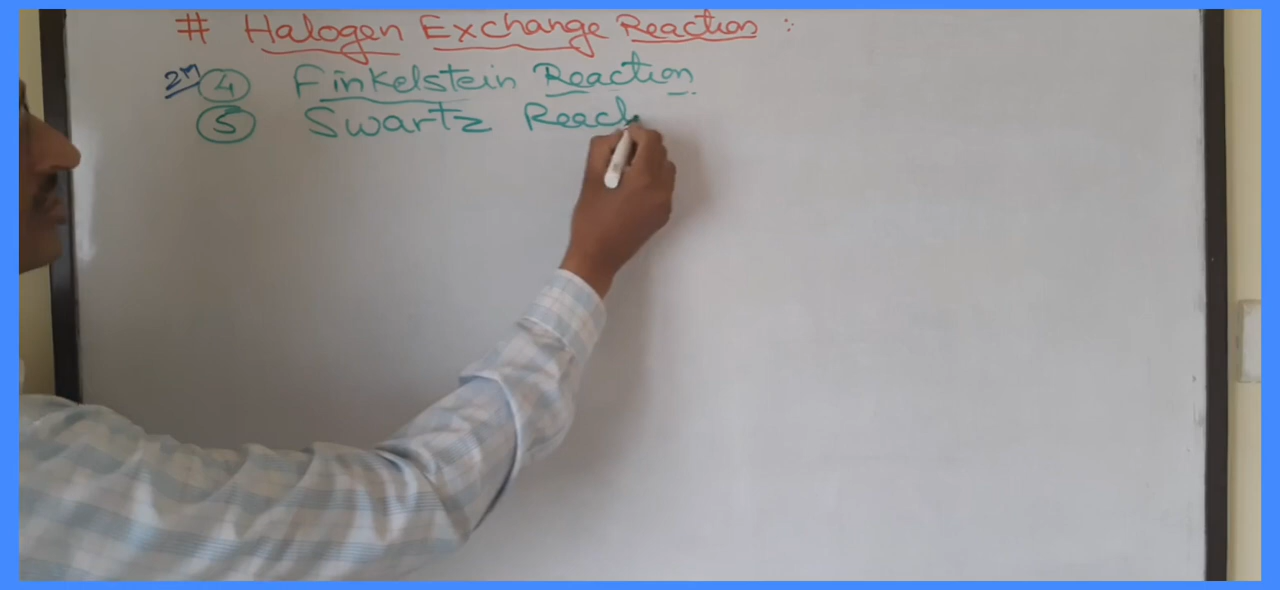 # Halogen Exchange Reaction :
2M ④ Finkelstein Reaction
⑤ Swartz Reac